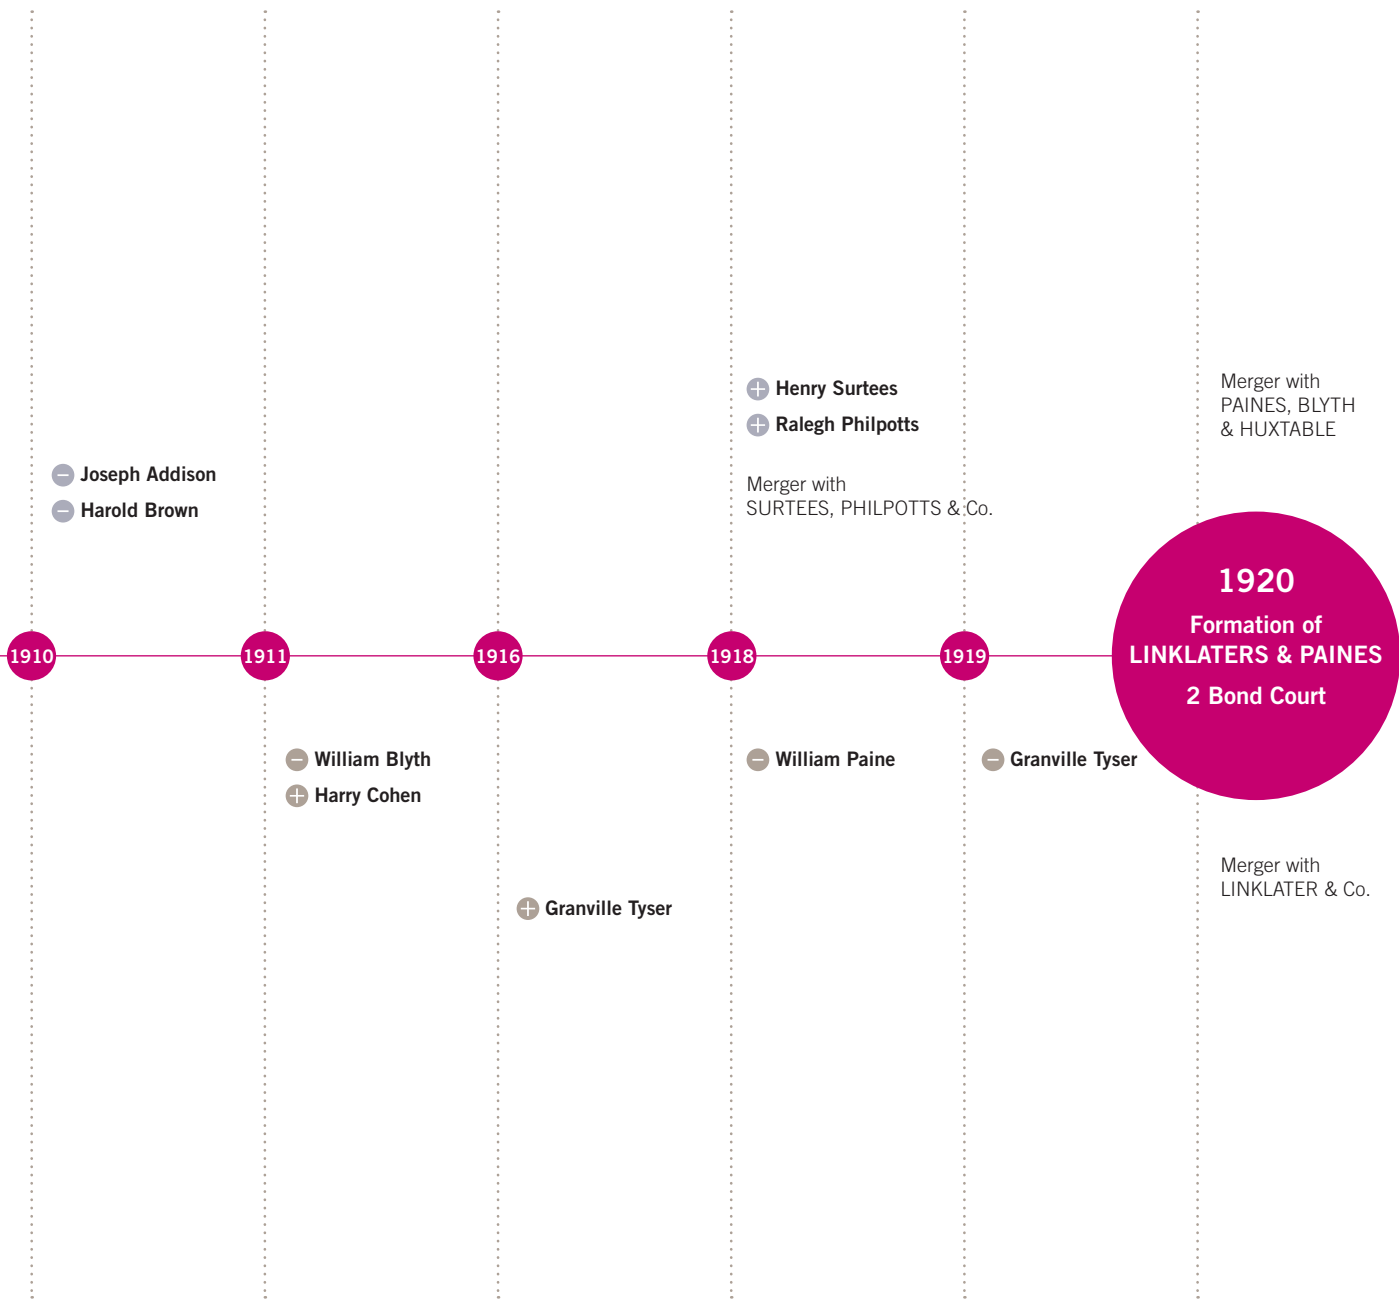 Henry Surtees
Ralegh Philpotts
Merger with
SURTEES, PHILPOTTS & Co.
Merger with
PAINES, BLYTH
& HUXTABLE
Joseph Addison
Harold Brown
1910
1911
1916
1918
1919
1920
Formation of
LINKLATERS & PAINES
2 Bond Court
William Blyth
Harry Cohen
Granville Tyser
William Paine
Granville Tyser
Merger with
LINKLATER & Co.